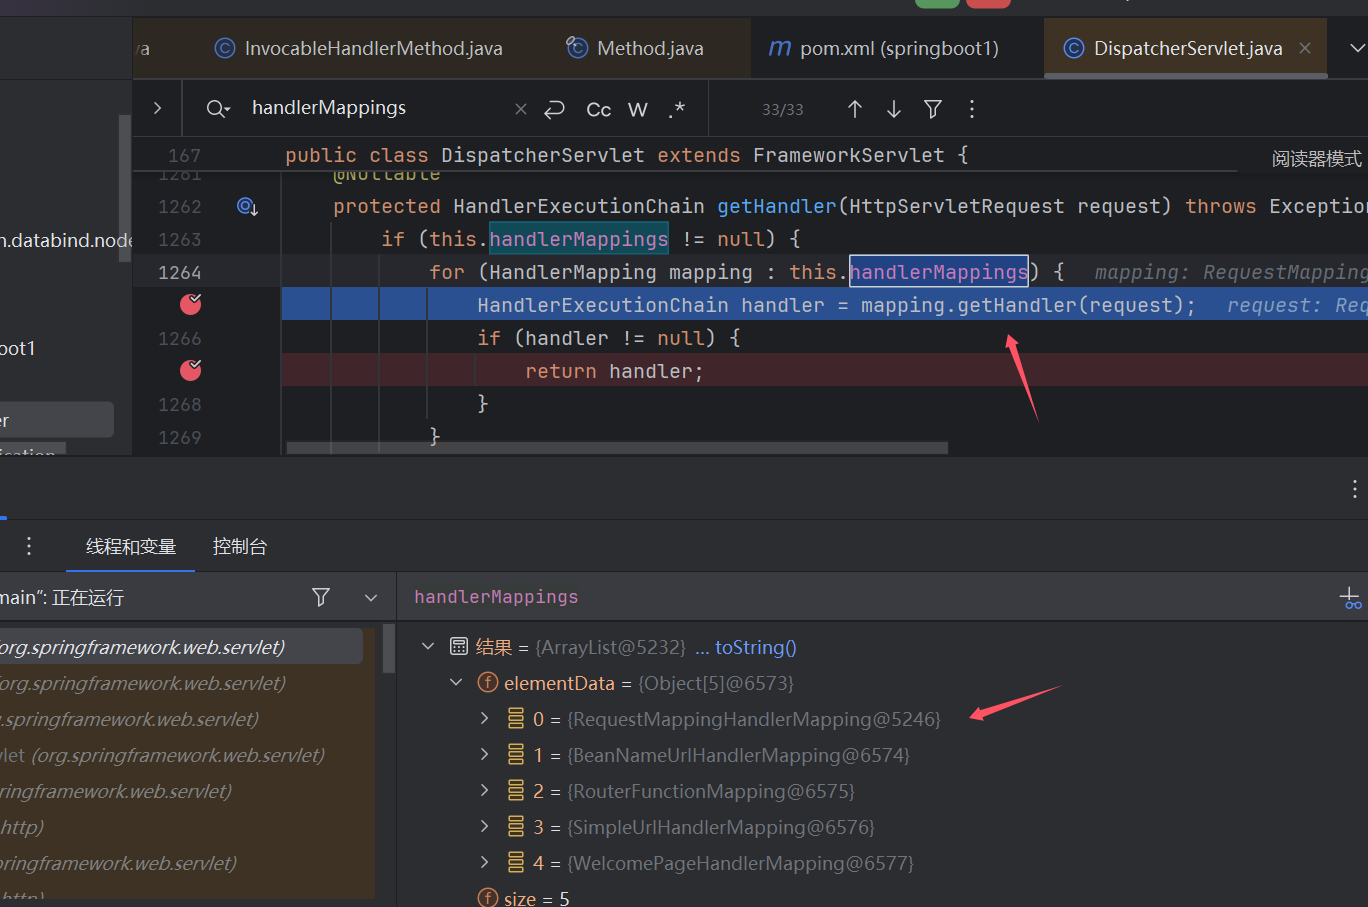 va InvocableHandlerMethod.java Method.java pom.xml (springboot1) DispatcherServlet.java
handlerMappings Cc W .* 33/33
167 public class DispatcherServlet extends FrameworkServlet { 阅读器模式
1261 @Nullable
1262 protected HandlerExecutionChain getHandler(HttpServletRequest request) throws Exception
1263 if (this.handlerMappings != null) {
1264 for (HandlerMapping mapping : this.handlerMappings) { mapping: RequestMapping
HandlerExecutionChain handler = mapping.getHandler(request); request: Req
1266 if (handler != null) {
return handler;
1268 }
1269 }
n.databind.node
oot1
er
ication
线程和变量 控制台
main": 正在运行
(org.springframework.web.servlet)
(org.springframework.web.servlet)
g.springframework.web.servlet)
vlet (org.springframework.web.servlet)
ringframework.web.servlet)
http)
pringframework.web.servlet)
http)
handlerMappings
结果 = {ArrayList@5232} ... toString()
elementData = {Object[5]@6573}
0 = {RequestMappingHandlerMapping@5246}
1 = {BeanNameUrlHandlerMapping@6574}
2 = {RouterFunctionMapping@6575}
3 = {SimpleUrlHandlerMapping@6576}
4 = {WelcomePageHandlerMapping@6577}
size = 5